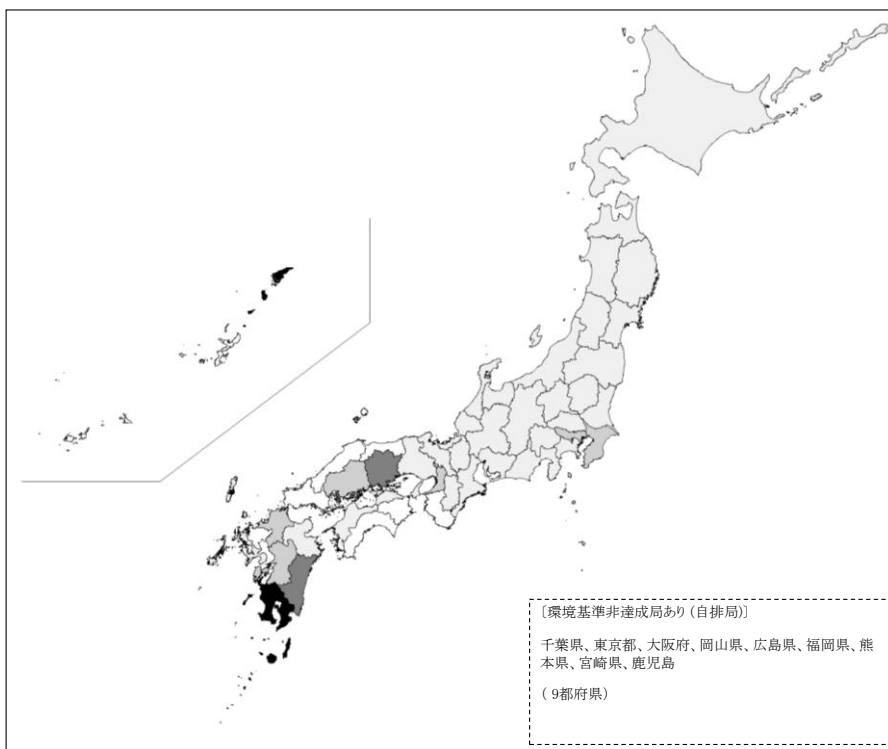 〔環境基準非達成局あり(自排局)〕
千葉県、東京都、大阪府、岡山県、広島県、福岡県、熊
本県、宮崎県、鹿児島
( 9都府県)